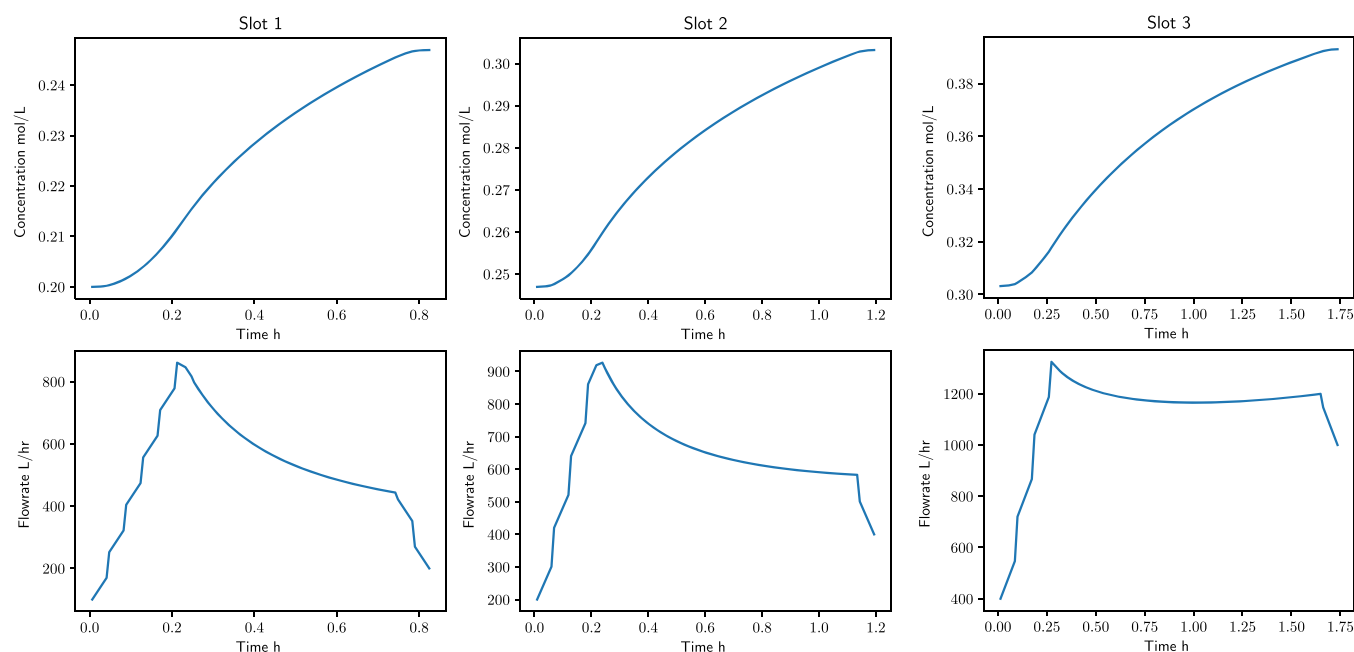 Slot 1
Concentration mol/L
0.24
0.23
0.22
0.21
0.20
0.0 0.2 0.4 0.6 0.8
Time h
Slot 2
Concentration mol/L
0.30
0.29
0.28
0.27
0.26
0.25
0.0 0.2 0.4 0.6 0.8 1.0 1.2
Time h
Slot 3
Concentration mol/L
0.38
0.36
0.34
0.32
0.30
0.00 0.25 0.50 0.75 1.00 1.25 1.50 1.75
Time h
Flowrate L/hr
800
600
400
200
0.0 0.2 0.4 0.6 0.8
Time h
Flowrate L/hr
900
800
700
600
500
400
300
200
0.0 0.2 0.4 0.6 0.8 1.0 1.2
Time h
Flowrate L/hr
1200
1000
800
600
400
0.00 0.25 0.50 0.75 1.00 1.25 1.50 1.75
Time h